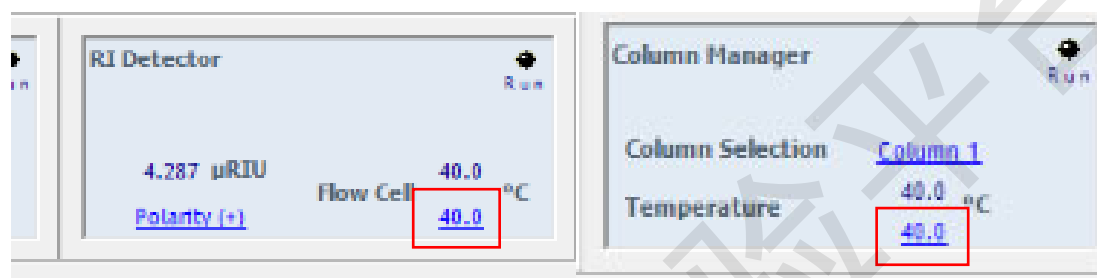 RI Detector
Run
4.287 µRIU
Polarity (+)
Flow Cell
40.0
40.0
°C
Column Manager
Run
Column Selection
Column 1
Temperature
40.0
40.0
°C